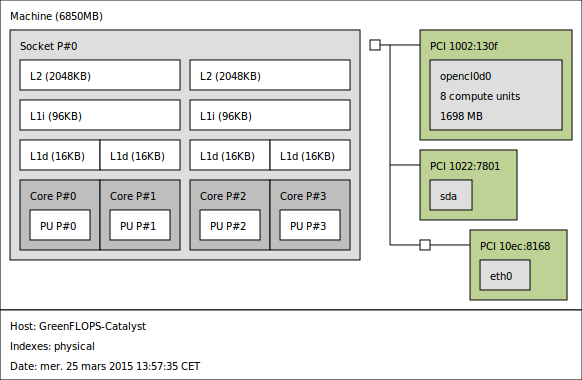 Machine (6850MB)
Socket P#0
L2 (2048KB)
L2 (2048KB)
L1i (96KB)
L1i (96KB)
L1d (16KB)
L1d (16KB)
L1d (16KB)
L1d (16KB)
Core P#0
PU P#0
Core P#1
PU P#1
Core P#2
PU P#2
Core P#3
PU P#3
PCI 1002:130f
opencl0d0
8 compute units
1698 MB
PCI 1022:7801
sda
PCI 10ec:8168
eth0
Host: GreenFLOPS-Catalyst
Indexes: physical
Date: mer. 25 mars 2015 13:57:35 CET